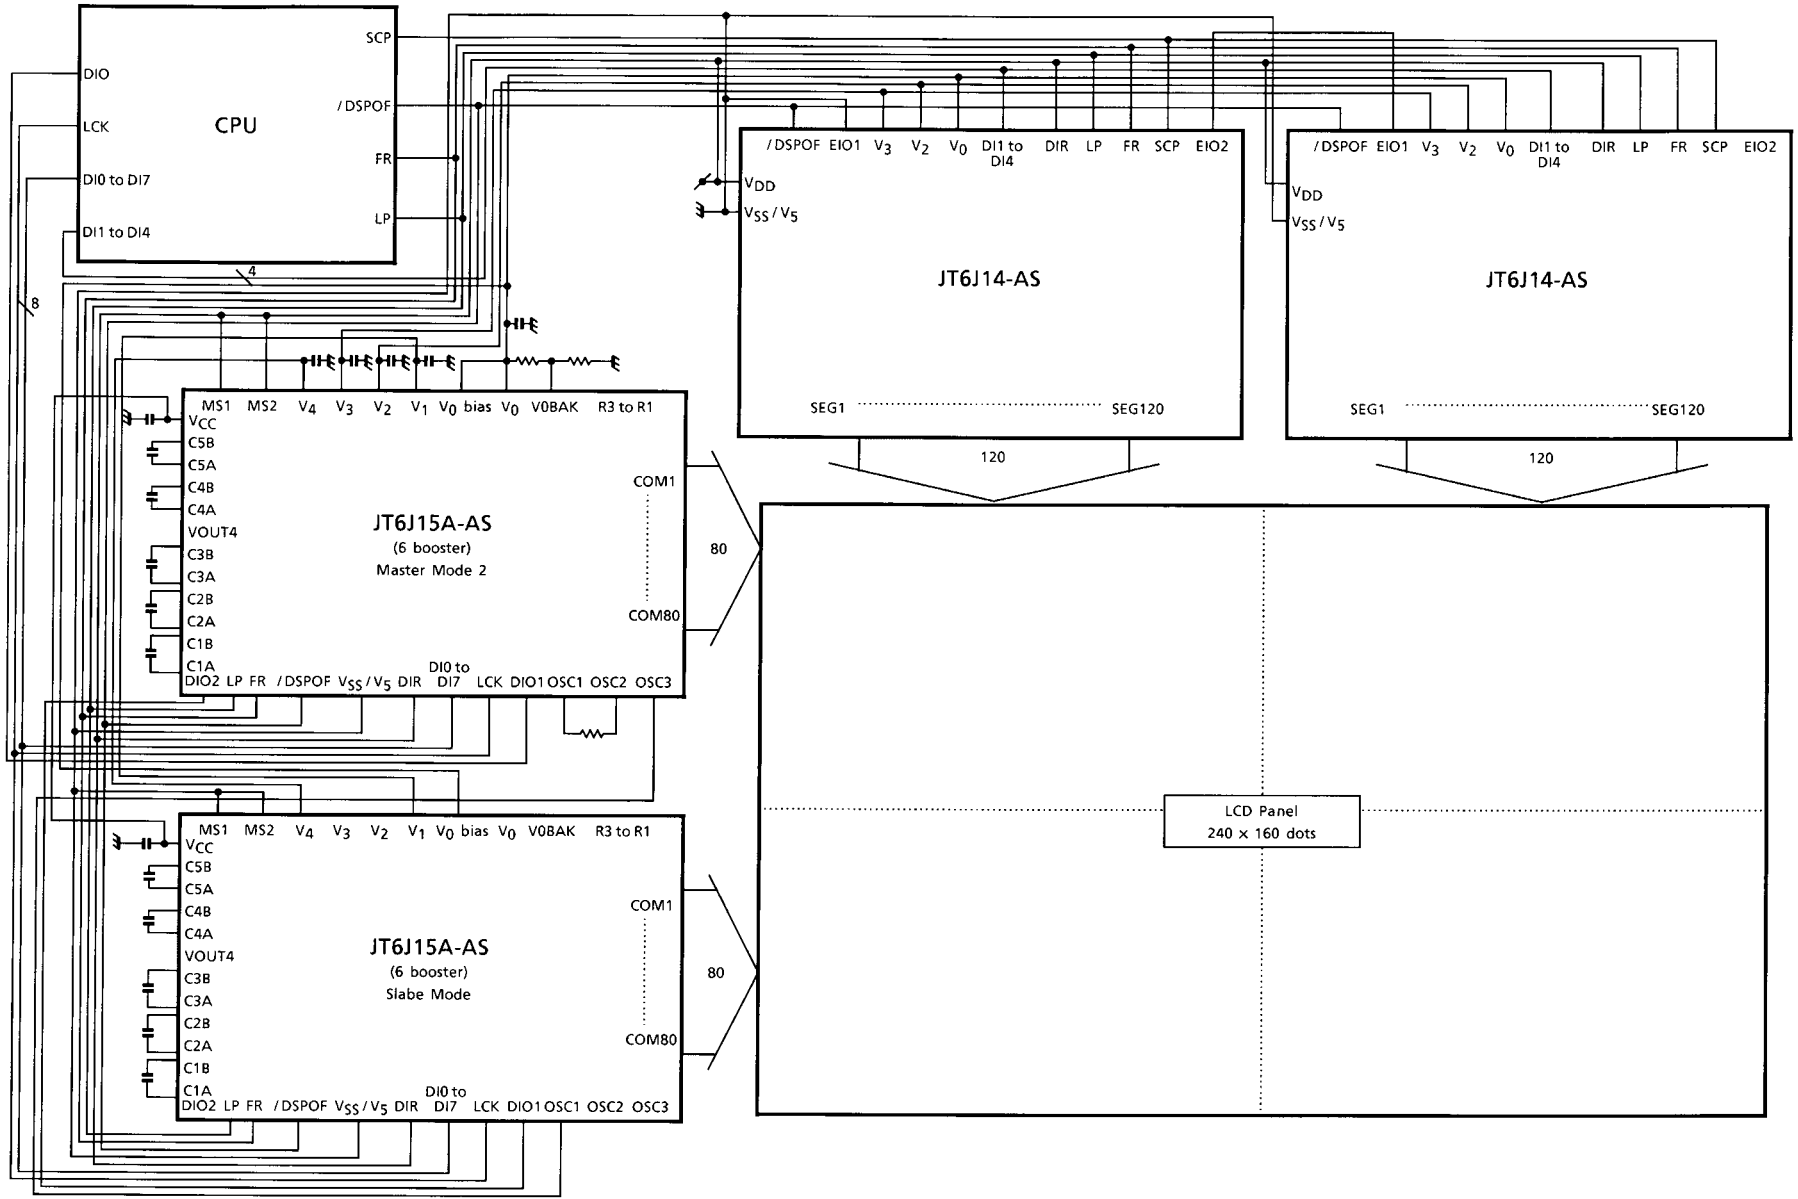 CPU
SCP
DIO
/DSPOF
LCK
FR
DI0 to DI7
LP
DI1 to DI4
4
8
/DSPOF EIO1 V3 V2 V0 DI1 to DI4 DIR LP FR SCP EIO2
VDD
VSS/V5
JT6J14-AS
SEG1 SEG120
120
/DSPOF EIO1 V3 V2 V0 DI1 to DI4 DIR LP FR SCP EIO2
VDD
VSS/V5
JT6J14-AS
SEG1 SEG120
120
MS1 MS2 V4 V3 V2 V1 V0 bias V0 V0BAK R3 to R1
VCC
C5B
C5A
C4B
C4A
VOUT4
C3B
C3A
C2B
C2A
C1B
C1A
JT6J15A-AS
(6 booster)
Master Mode 2
COM1
80
COM80
DI0 to
DIO2 LP FR /DSPOF VSS/V5 DIR DI7 LCK DIO1 OSC1 OSC2 OSC3
MS1 MS2 V4 V3 V2 V1 V0 bias V0 V0BAK R3 to R1
VCC
C5B
C5A
C4B
C4A
VOUT4
C3B
C3A
C2B
C2A
C1B
C1A
JT6J15A-AS
(6 booster)
Slabe Mode
COM1
80
COM80
DI0 to
DIO2 LP FR /DSPOF VSS/V5 DIR DI7 LCK DIO1 OSC1 OSC2 OSC3
LCD Panel
240 × 160 dots